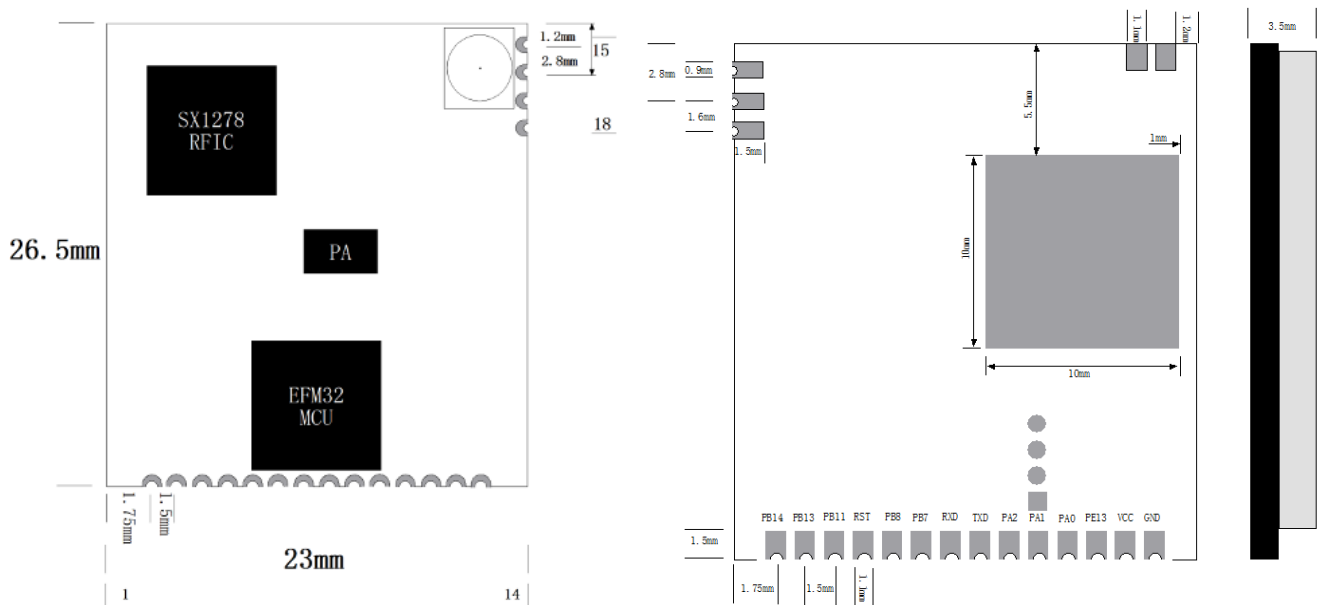 1.2mm
15
2.8mm
SX1278
RFIC
18
26.5mm
PA
EFM32
MCU
1.75mm
1.5mm
23mm
1
14
1.1mm
1.2mm
3.5mm
2.8mm
0.9mm
5.5mm
1.6mm
1mm
1.5mm
10mm
10mm
PB14 PB13 PB11 RST PB8 PB7 RXD TXD PA2 PA1 PA0 PE13 VCC GND
1.5mm
1.75mm
1.5mm
1.1mm